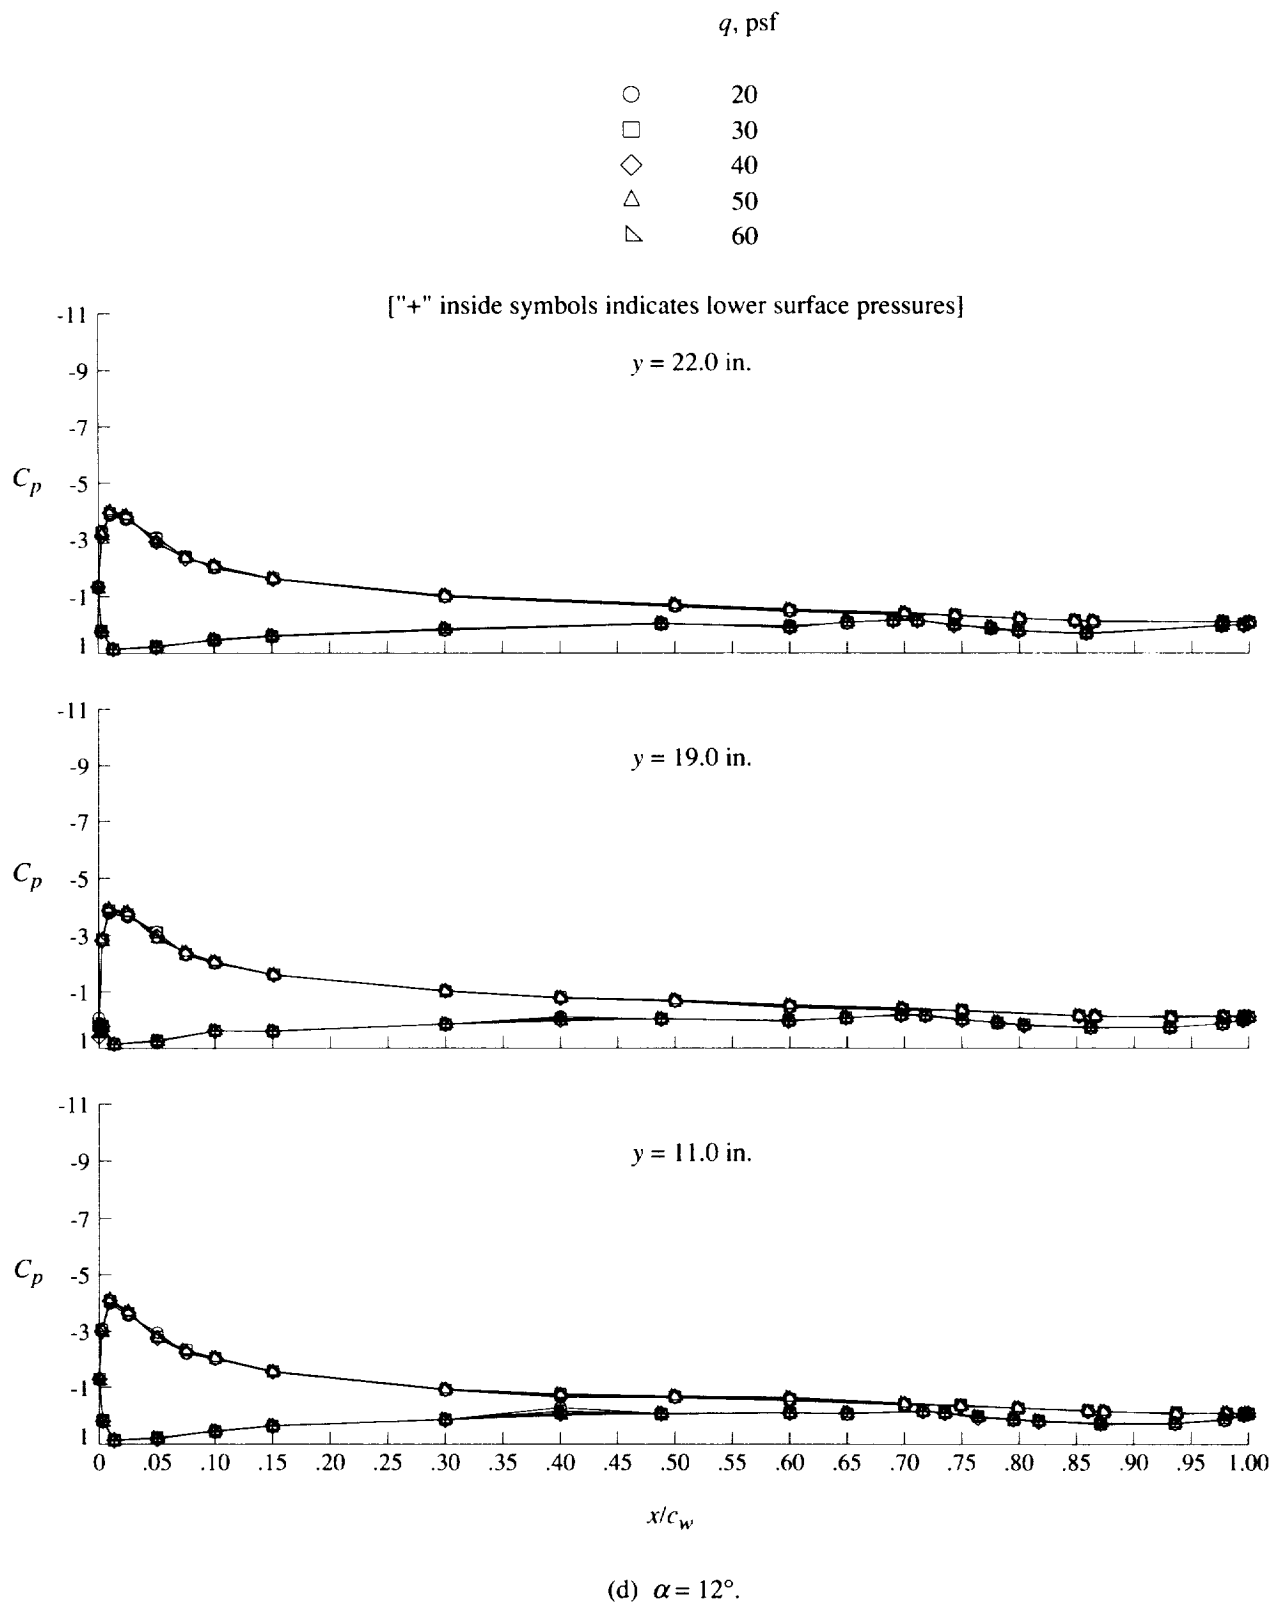 q, psf
20
30
40
50
60
["+" inside symbols indicates lower surface pressures]
y = 22.0 in.
-11
-9
-7
-5
-3
-1
1
C_p
y = 19.0 in.
-11
-9
-7
-5
-3
-1
1
C_p
y = 11.0 in.
-11
-9
-7
-5
-3
-1
1
C_p
0 .05 .10 .15 .20 .25 .30 .35 .40 .45 .50 .55 .60 .65 .70 .75 .80 .85 .90 .95 1.00
x/c_w
(d) α = 12°.